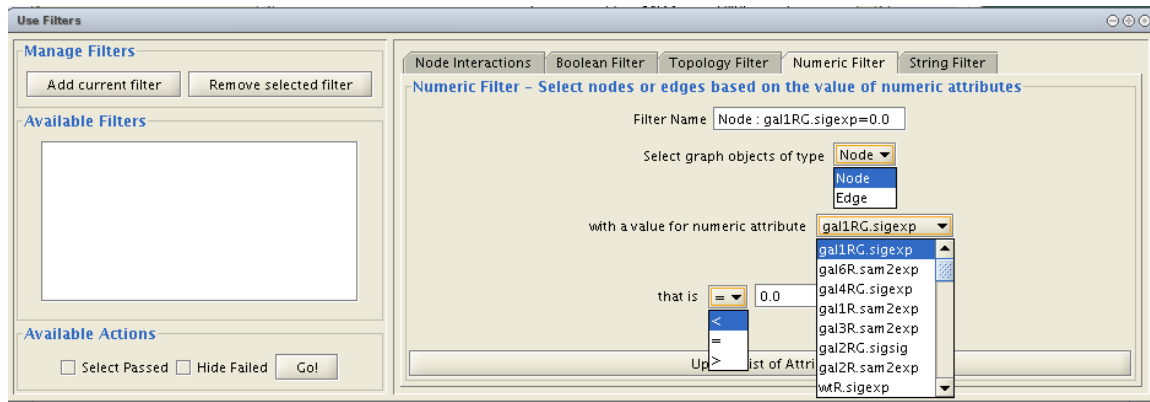 Use Filters
Manage Filters
Add current filter Remove selected filter
Available Filters
Available Actions
Select Passed Hide Failed Go!
Node Interactions Boolean Filter Topology Filter Numeric Filter String Filter
Numeric Filter – Select nodes or edges based on the value of numeric attributes
Filter Name Node : gal1RG.sigexp=0.0
Select graph objects of type Node
Node
Edge
with a value for numeric attribute gal1RG.sigexp
gal1RG.sigexp
gal6R.sam2exp
gal4RG.sigexp
gal1R.sam2exp
gal3R.sam2exp
gal2RG.sigsig
gal2R.sam2exp
wtR.sigexp
that is = 0.0
<
=
>
Up ist of Attri